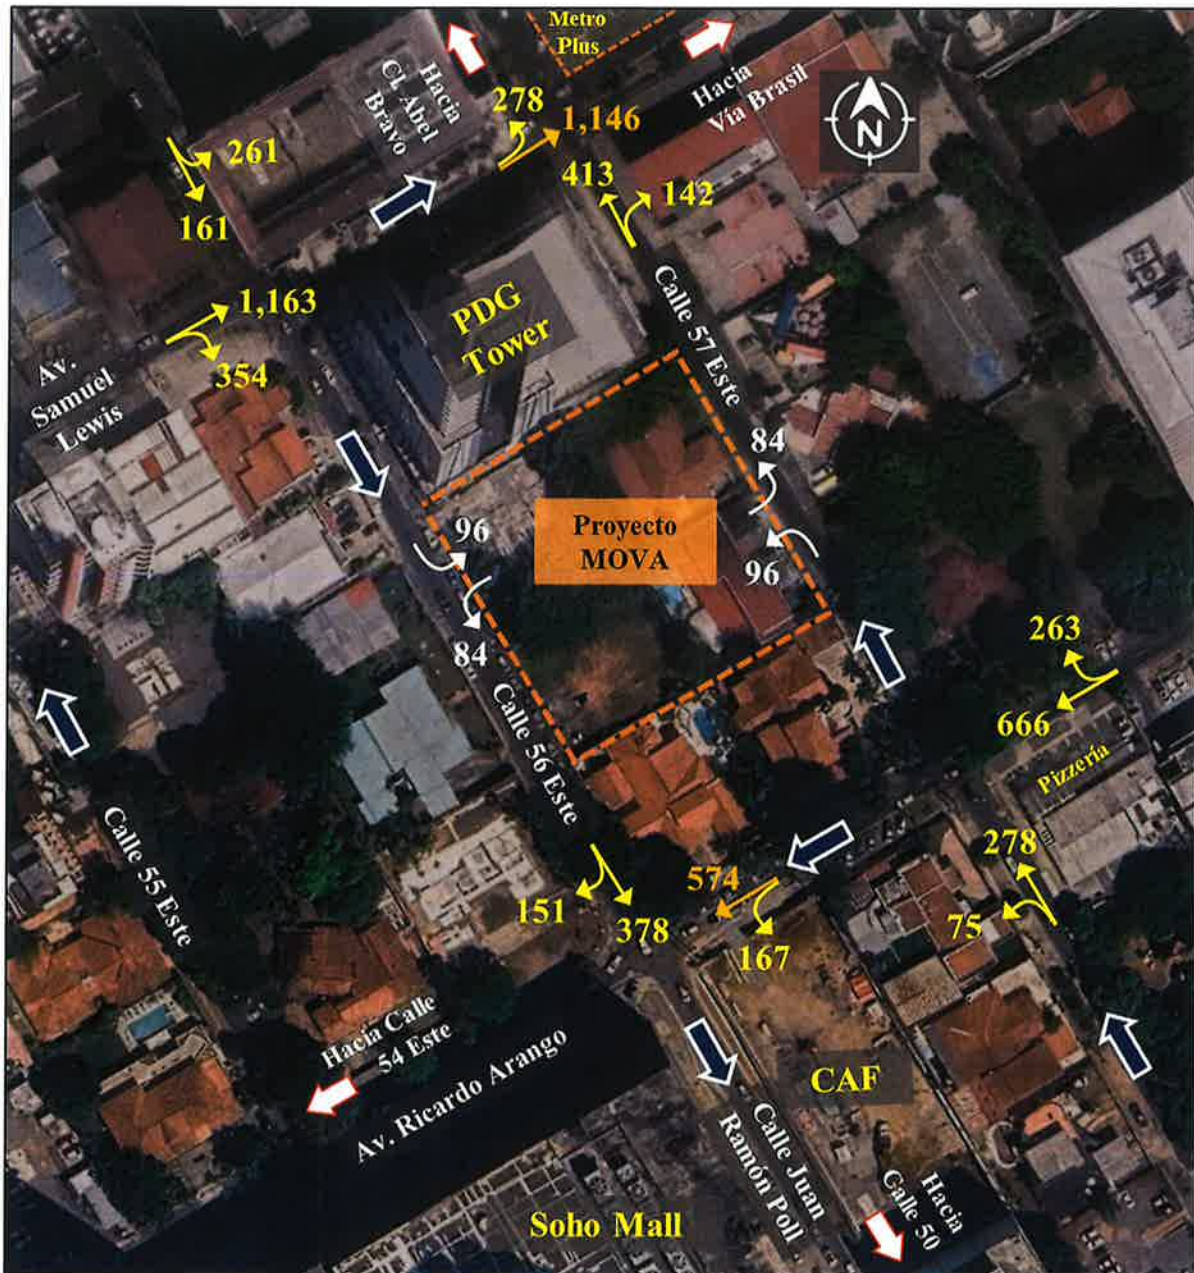 Metro
Plus
Hacia
Cl. Abel
Bravo
278
1,146
Hacia
Vía Brasil
N
261
161
413
142
1,163
354
Av.
Samuel
Lewis
PDG
Tower
Calle 57 Este
84
96
Proyecto
MOVA
96
84
263
666
Pizzería
Calle 56 Este
Calle 55 Este
278
75
574
167
151
378
Hacia Calle
54 Este
Av. Ricardo Arango
CAF
Calle Juan
Ramón Poll
Hacia
Calle 50
Soho Mall